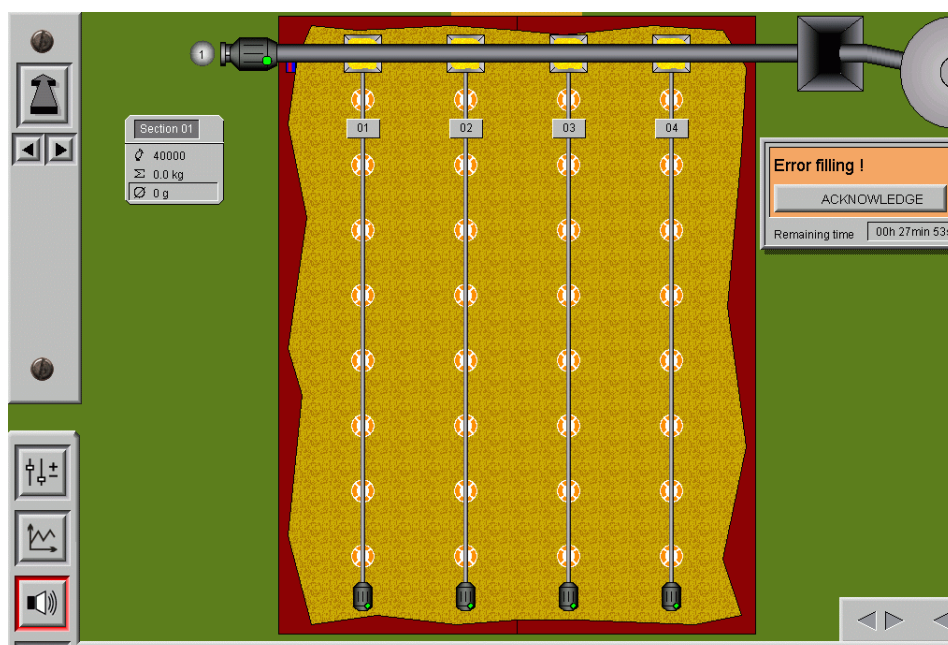 1
01
02
03
04
Section 01
40000
Σ 0.0 kg
Ø 0 g
Error filling !
ACKNOWLEDGE
Remaining time 00h 27min 53s